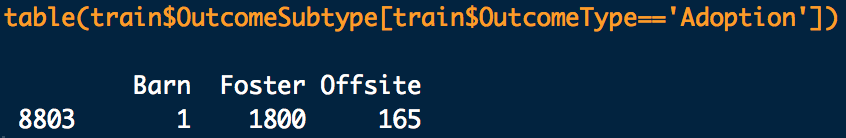 table(train$OutcomeSubtype[train$OutcomeType=='Adoption'])
Barn Foster Offsite
8803 1 1800 165